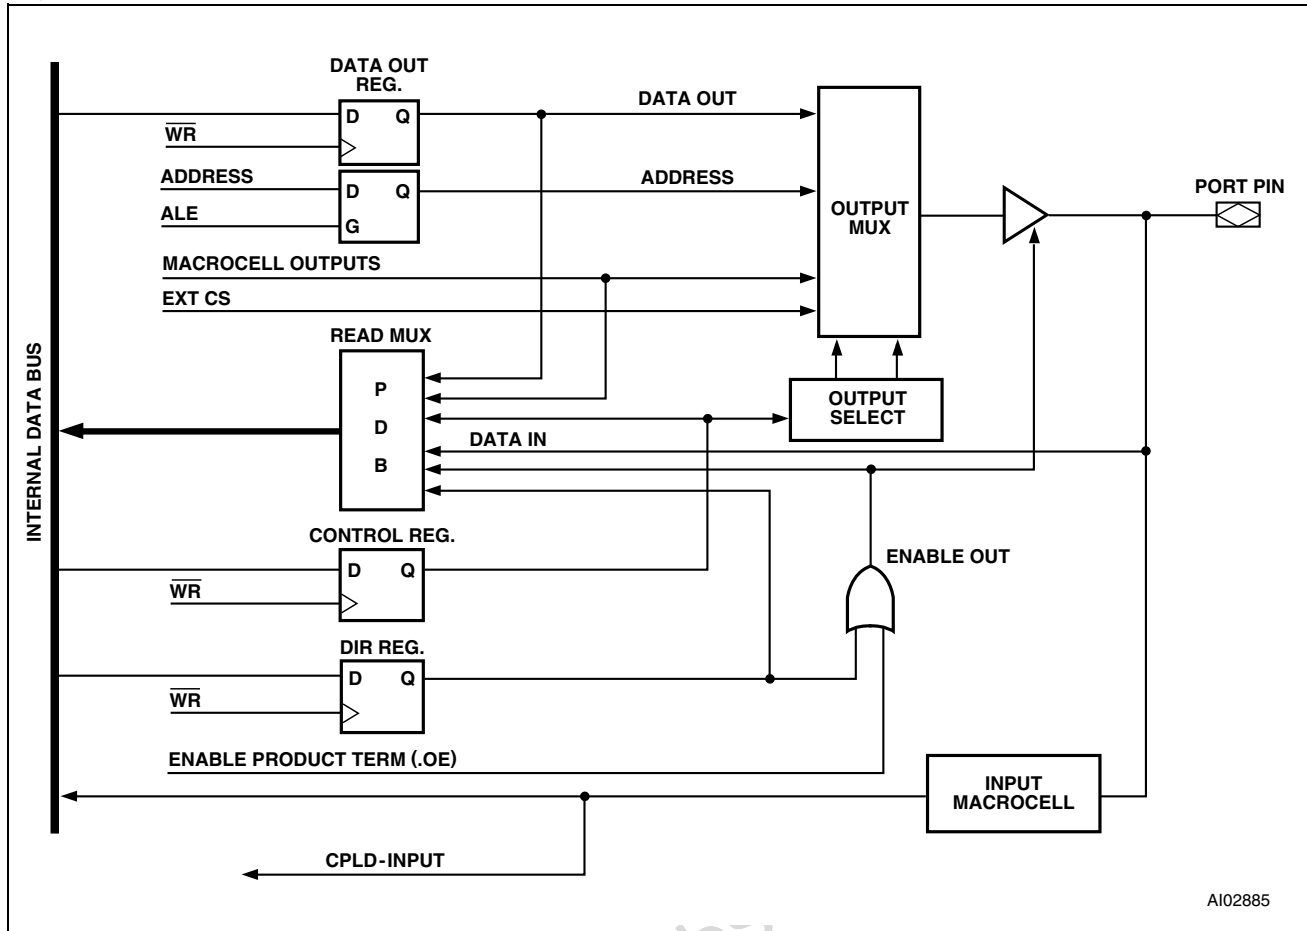 DATA OUT
REG.
D Q
WR
DATA OUT
ADDRESS
D Q
ALE
G
ADDRESS
OUTPUT
MUX
PORT PIN
MACROCELL OUTPUTS
EXT CS
READ MUX
P
D
B
OUTPUT
SELECT
DATA IN
INTERNAL DATA BUS
CONTROL REG.
D Q
WR
ENABLE OUT
DIR REG.
D Q
WR
ENABLE PRODUCT TERM (.OE)
INPUT
MACROCELL
CPLD-INPUT
AI02885